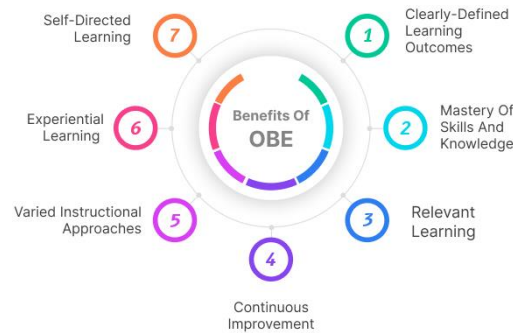 Benefits Of
OBE
1
Clearly-Defined
Learning
Outcomes
2
Mastery Of
Skills And
Knowledge
3
Relevant
Learning
4
Continuous
Improvement
5
Varied Instructional
Approaches
6
Experiential
Learning
7
Self-Directed
Learning